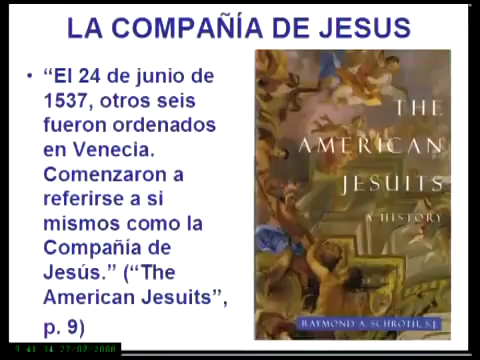 LA COMPAÑÍA DE JESUS
• “El 24 de junio de
1537, otros seis
fueron ordenados
en Venecia.
Comenzaron a
referirse a si
mismos como la
Compañía de
Jesús.” (“The
American Jesuits”,
p. 9)
THE
AMERICAN
JESUITS
A HISTORY
RAYMOND A. SCHROTH, S.J.